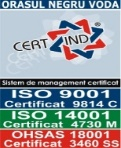 ORASUL NEGRU VODA
CERT IND
Sistem de management certificat
ISO 9001
Certificat 9814 C
ISO 14001
Certificat 4730 M
OHSAS 18001
Certificat 3460 SS